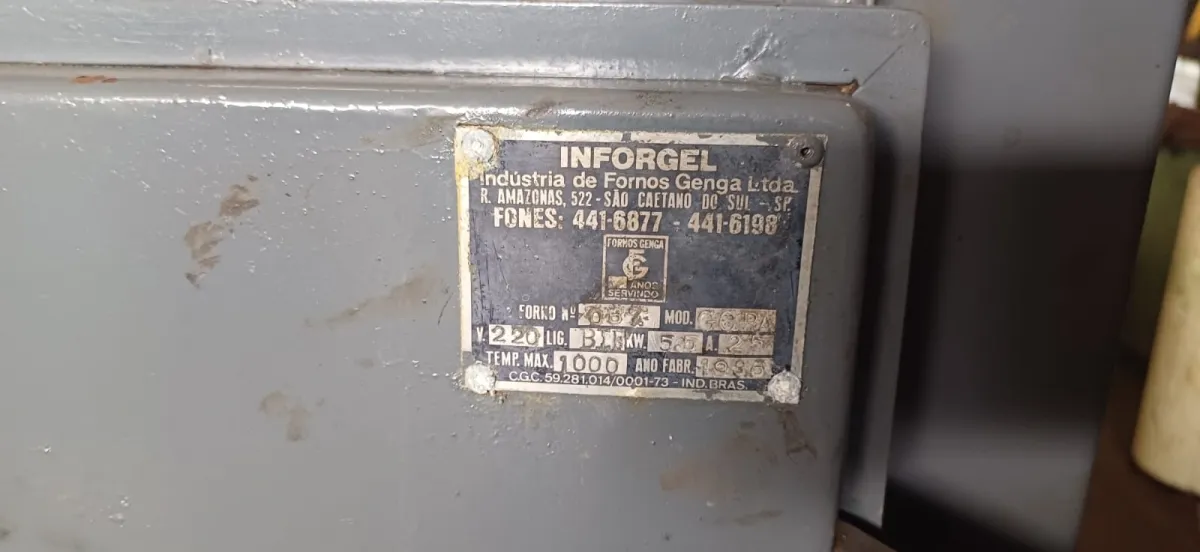 INFORGEL
Indústria de Fornos Genga Ltda.
R. AMAZONAS, 522 - SÃO CAETANO DO SUL - SP
FONES: 441-6877 - 441-6198
FORNOS GENGA
ANOS
SERVINDO
FORNO Nº MOD.
V. 220 LIG. KW. 5,5 A.
TEMP. MAX. 1000 ANO FABR.
C.G.C. 59.281.014/0001-73 - IND. BRAS.